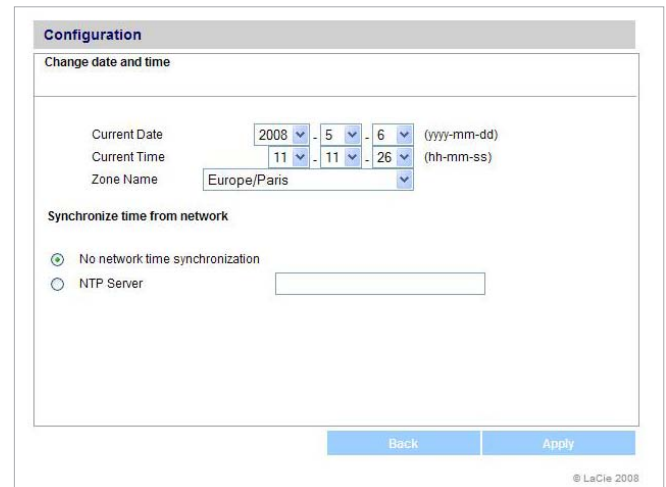 Configuration
Change date and time
Current Date 2008 - 5 - 6 (yyyy-mm-dd)
Current Time 11 - 11 - 26 (hh-mm-ss)
Zone Name Europe/Paris
Synchronize time from network
No network time synchronization
NTP Server
Back Apply
© LaCie 2008